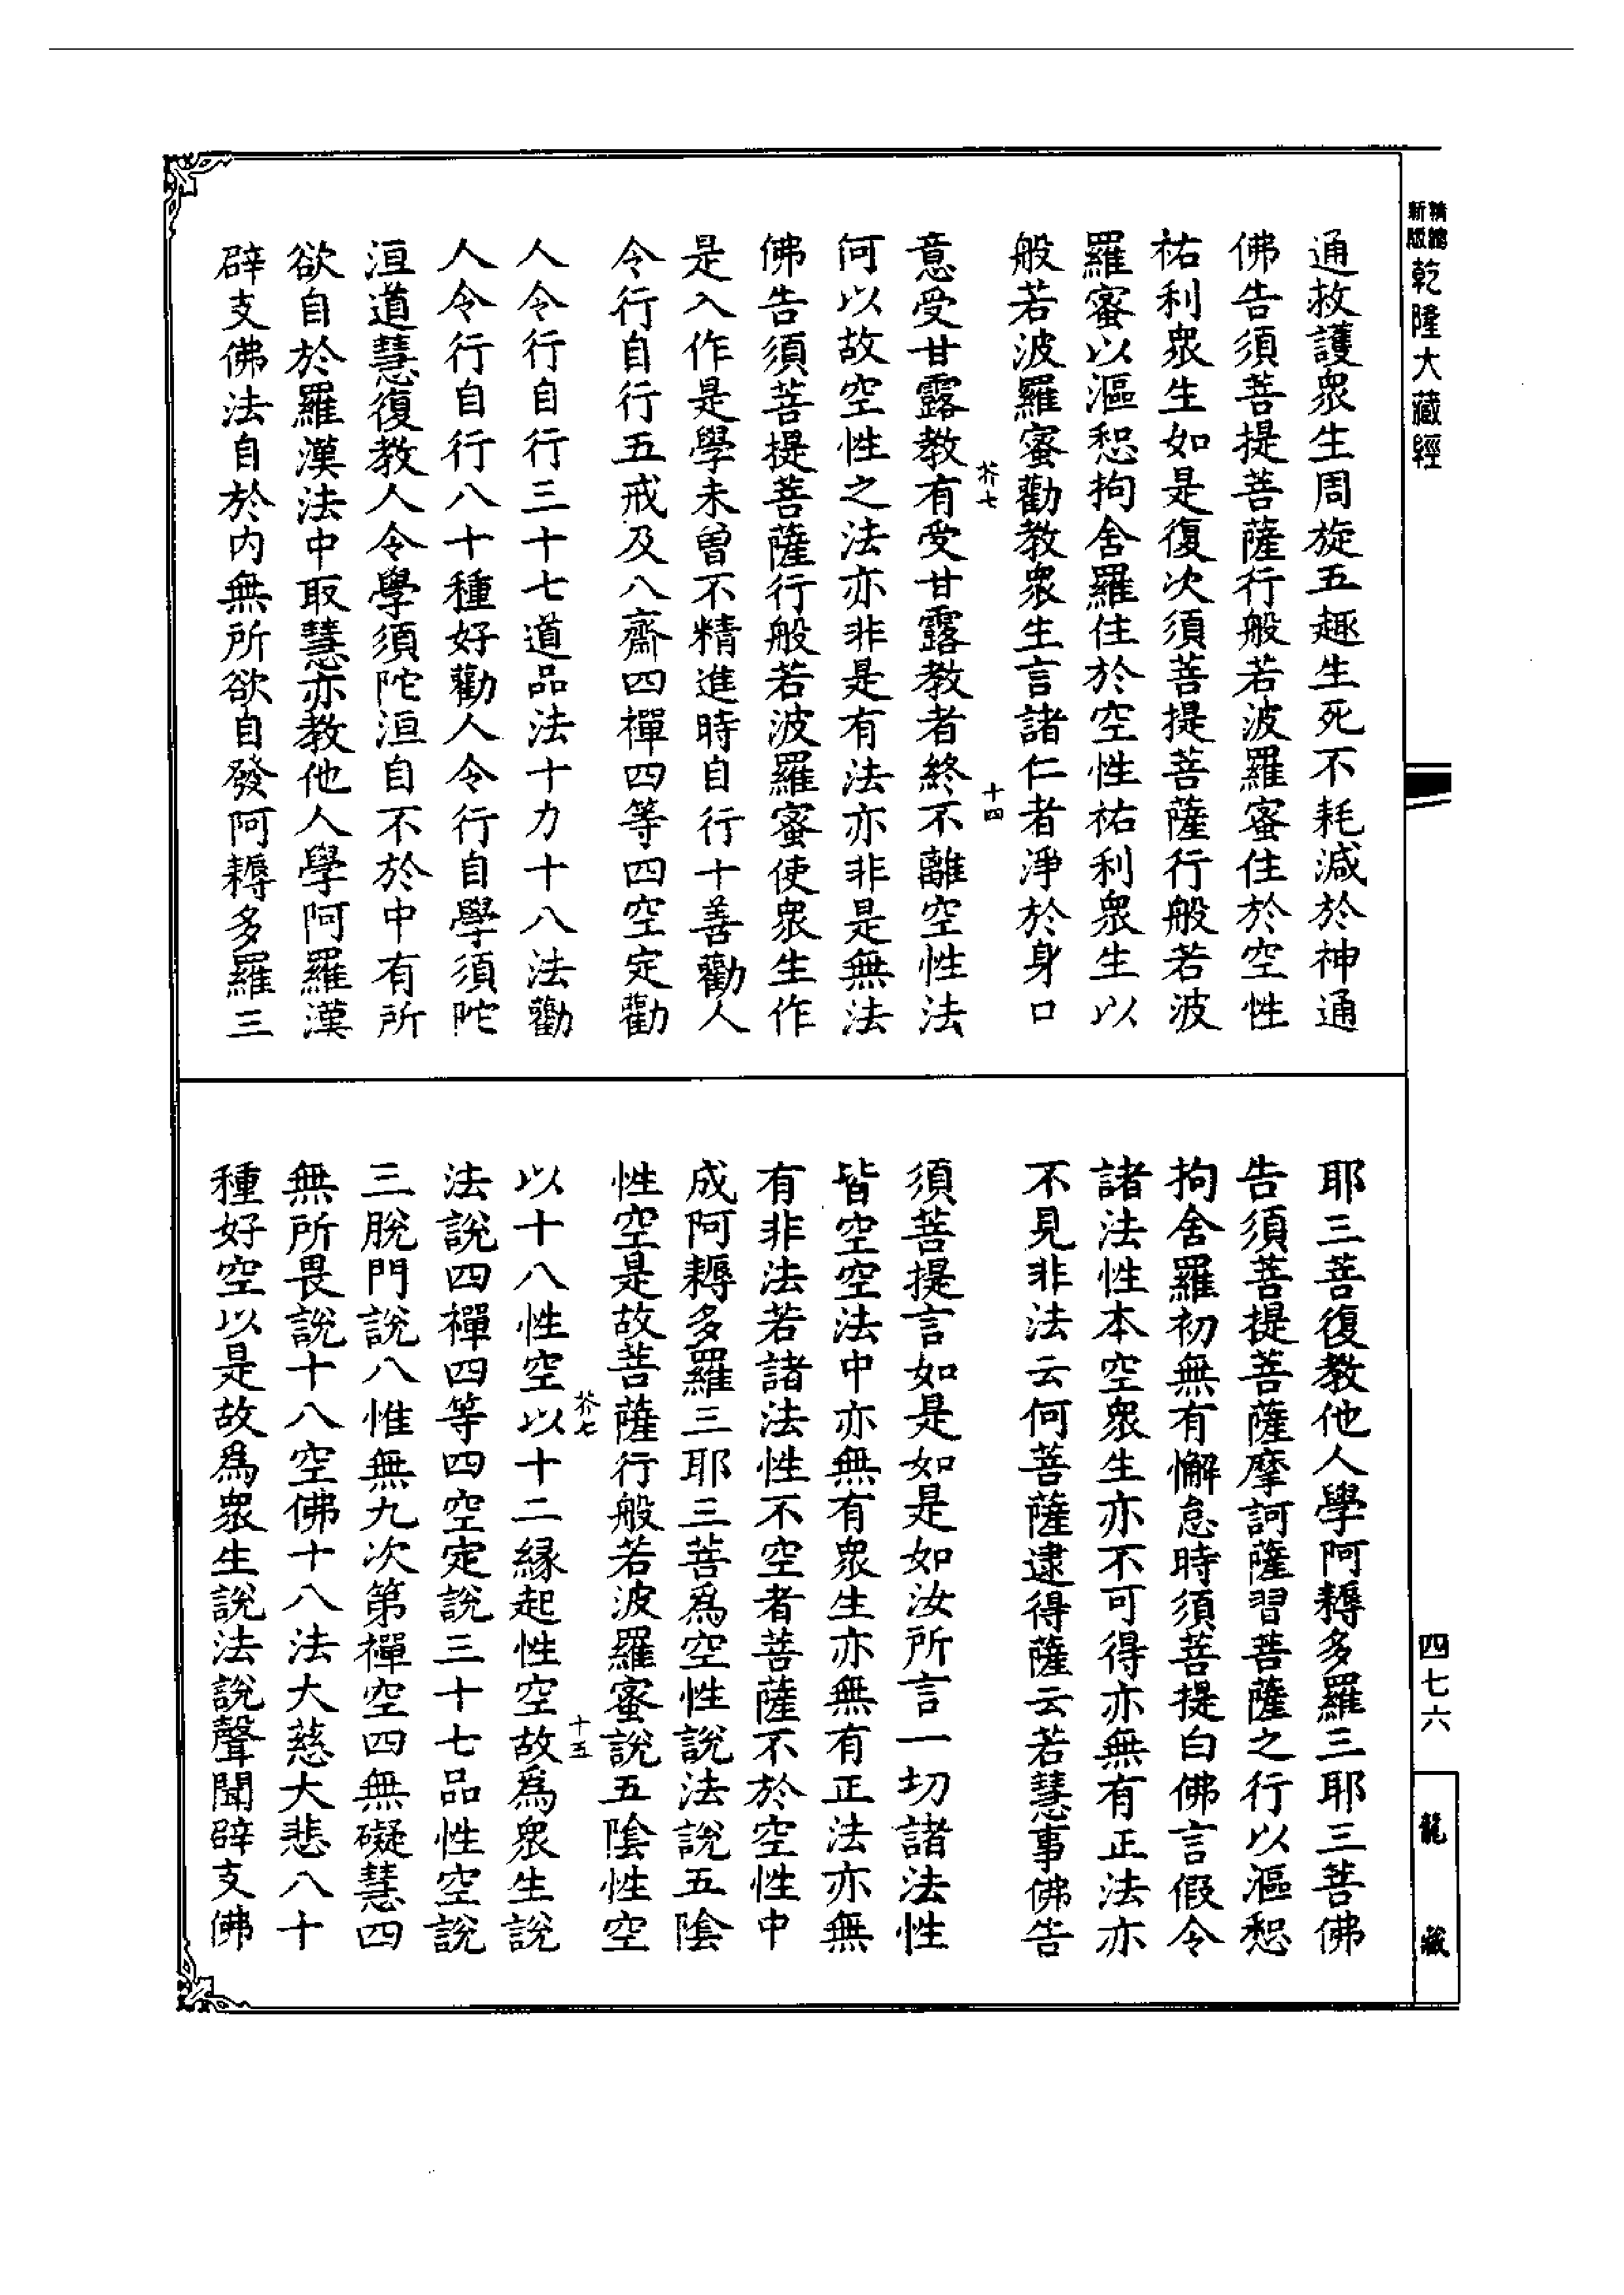 新版精縮
乾隆大藏經
通救護衆生周旋五趣生死不耗減於神通
佛告須菩提菩薩行般若波羅蜜住於空性
祐利衆生如是復次須菩提菩薩行般若波
羅蜜以漚惒拘舍羅住於空性祐利衆生以
般若波羅蜜勸教衆生言諸仁者淨於身口
芥七
十四
意受甘露教有受甘露教者終不離空性法
何以故空性之法亦非是有法亦非是無法
佛告須菩提菩薩行般若波羅蜜使衆生作
是入作是學未曾不精進時自行十善勸人
令行自行五戒及八齋四禪四等四空定勸
人令行自行三十七道品法十力十八法勸
人令行自行八十種好勸人令行自學須陀
洹道慧復教人令學須陀洹自不於中有所
欲自於羅漢法中取慧亦教他人學阿羅漢
辟支佛法自於內無所欲自發阿耨多羅三
四七六
龍藏
耶三菩復教他人學阿耨多羅三耶三菩佛
告須菩提菩薩摩訶薩習菩薩之行以漚惒
拘舍羅初無有懈怠時須菩提白佛言假令
諸法性本空衆生亦不可得亦無有正法亦
不見非法云何菩薩逮得薩云若慧事佛告
須菩提言如是如是如汝所言一切諸法性
皆空空法中亦無有衆生亦無有正法亦無
有非法若諸法性不空者菩薩不於空性中
成阿耨多羅三耶三菩爲空性說法說五陰
性空是故菩薩行般若波羅蜜說五陰性空
芥七
十五
以十八性空以十二緣起性空故爲衆生說
法說四禪四等四空定說三十七品性空說
三脫門說八惟無九次第禪空四無礙慧四
無所畏說十八空佛十八法大慈大悲八十
種好空以是故爲衆生說法說聲聞辟支佛